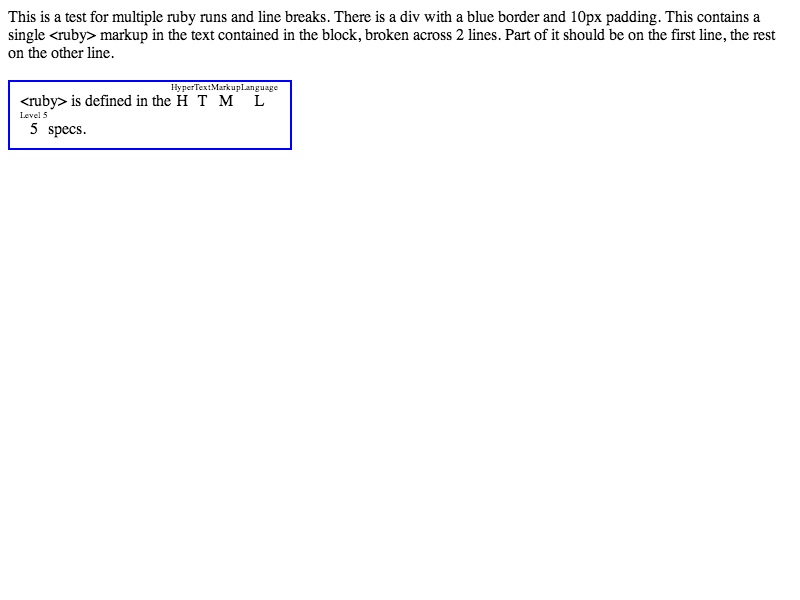 This is a test for multiple ruby runs and line breaks. There is a div with a blue border and 10px padding. This contains a
single <ruby> markup in the text contained in the block, broken across 2 lines. Part of it should be on the first line, the rest
on the other line.
HyperTextMarkupLanguage
<ruby> is defined in the H T M L
Level 5
5 specs.